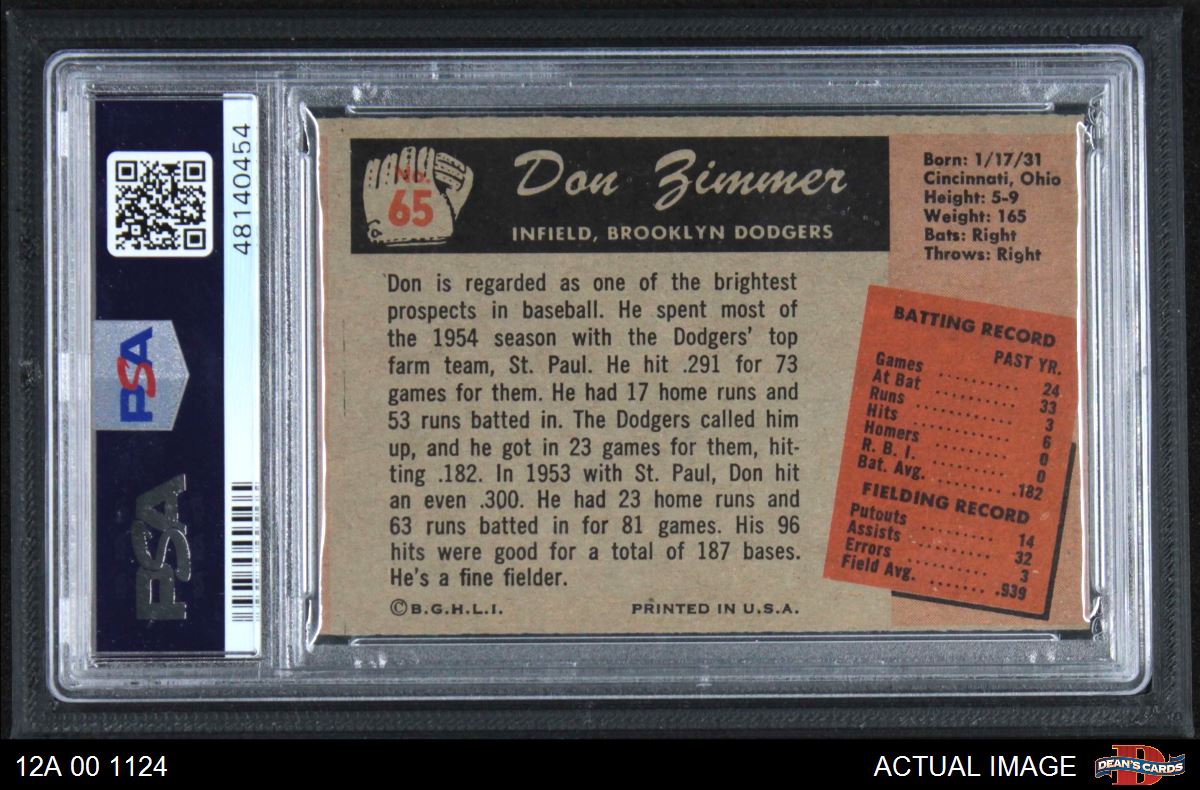 48140454
PSA
PSA
No.
65
Don Zimmer
INFIELD, BROOKLYN DODGERS
Born: 1/17/31
Cincinnati, Ohio
Height: 5-9
Weight: 165
Bats: Right
Throws: Right
Don is regarded as one of the brightest
prospects in baseball. He spent most of
the 1954 season with the Dodgers' top
farm team, St. Paul. He hit .291 for 73
games for them. He had 17 home runs and
53 runs batted in. The Dodgers called him
up, and he got in 23 games for them, hit-
ting .182. In 1953 with St. Paul, Don hit
an even .300. He had 23 home runs and
63 runs batted in for 81 games. His 96
hits were good for a total of 187 bases.
He's a fine fielder.
©B.G.H.L.I. PRINTED IN U.S.A.
BATTING RECORD
PAST YR.
Games .......... 24
At Bat .......... 33
Runs .......... 3
Hits .......... 6
Homers .......... 0
R. B. I. .......... 0
Bat. Avg. .......... .182
FIELDING RECORD
Putouts .......... 14
Assists .......... 32
Errors .......... 3
Field Avg. ....... .939
12A 00 1124
ACTUAL IMAGE
D
DEAN'S CARDS